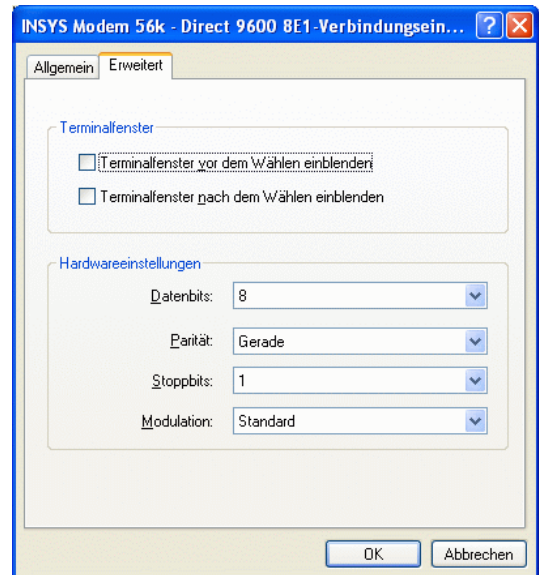 INSYS Modem 56k - Direct 9600 8E1-Verbindungsein...
Allgemein Erweitert
Terminalfenster
Terminalfenster vor dem Wählen einblenden
Terminalfenster nach dem Wählen einblenden
Hardwareeinstellungen
Datenbits: 8
Parität: Gerade
Stoppbits: 1
Modulation: Standard
OK Abbrechen